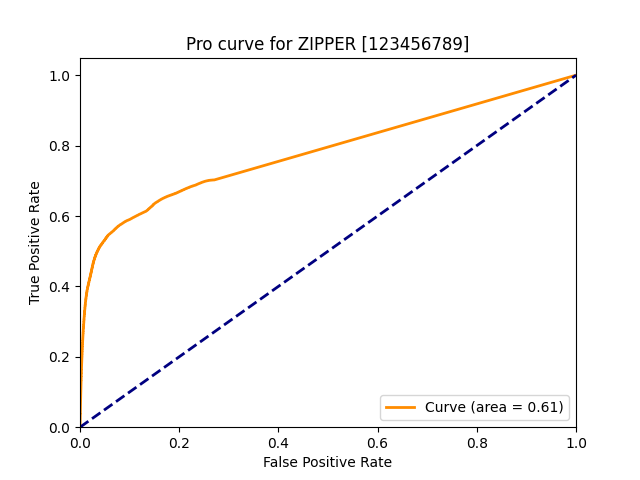 Pro curve for ZIPPER [123456789]
1.0
0.8
0.6
0.4
0.2
0.0
True Positive Rate
Curve (area = 0.61)
0.0 0.2 0.4 0.6 0.8 1.0
False Positive Rate